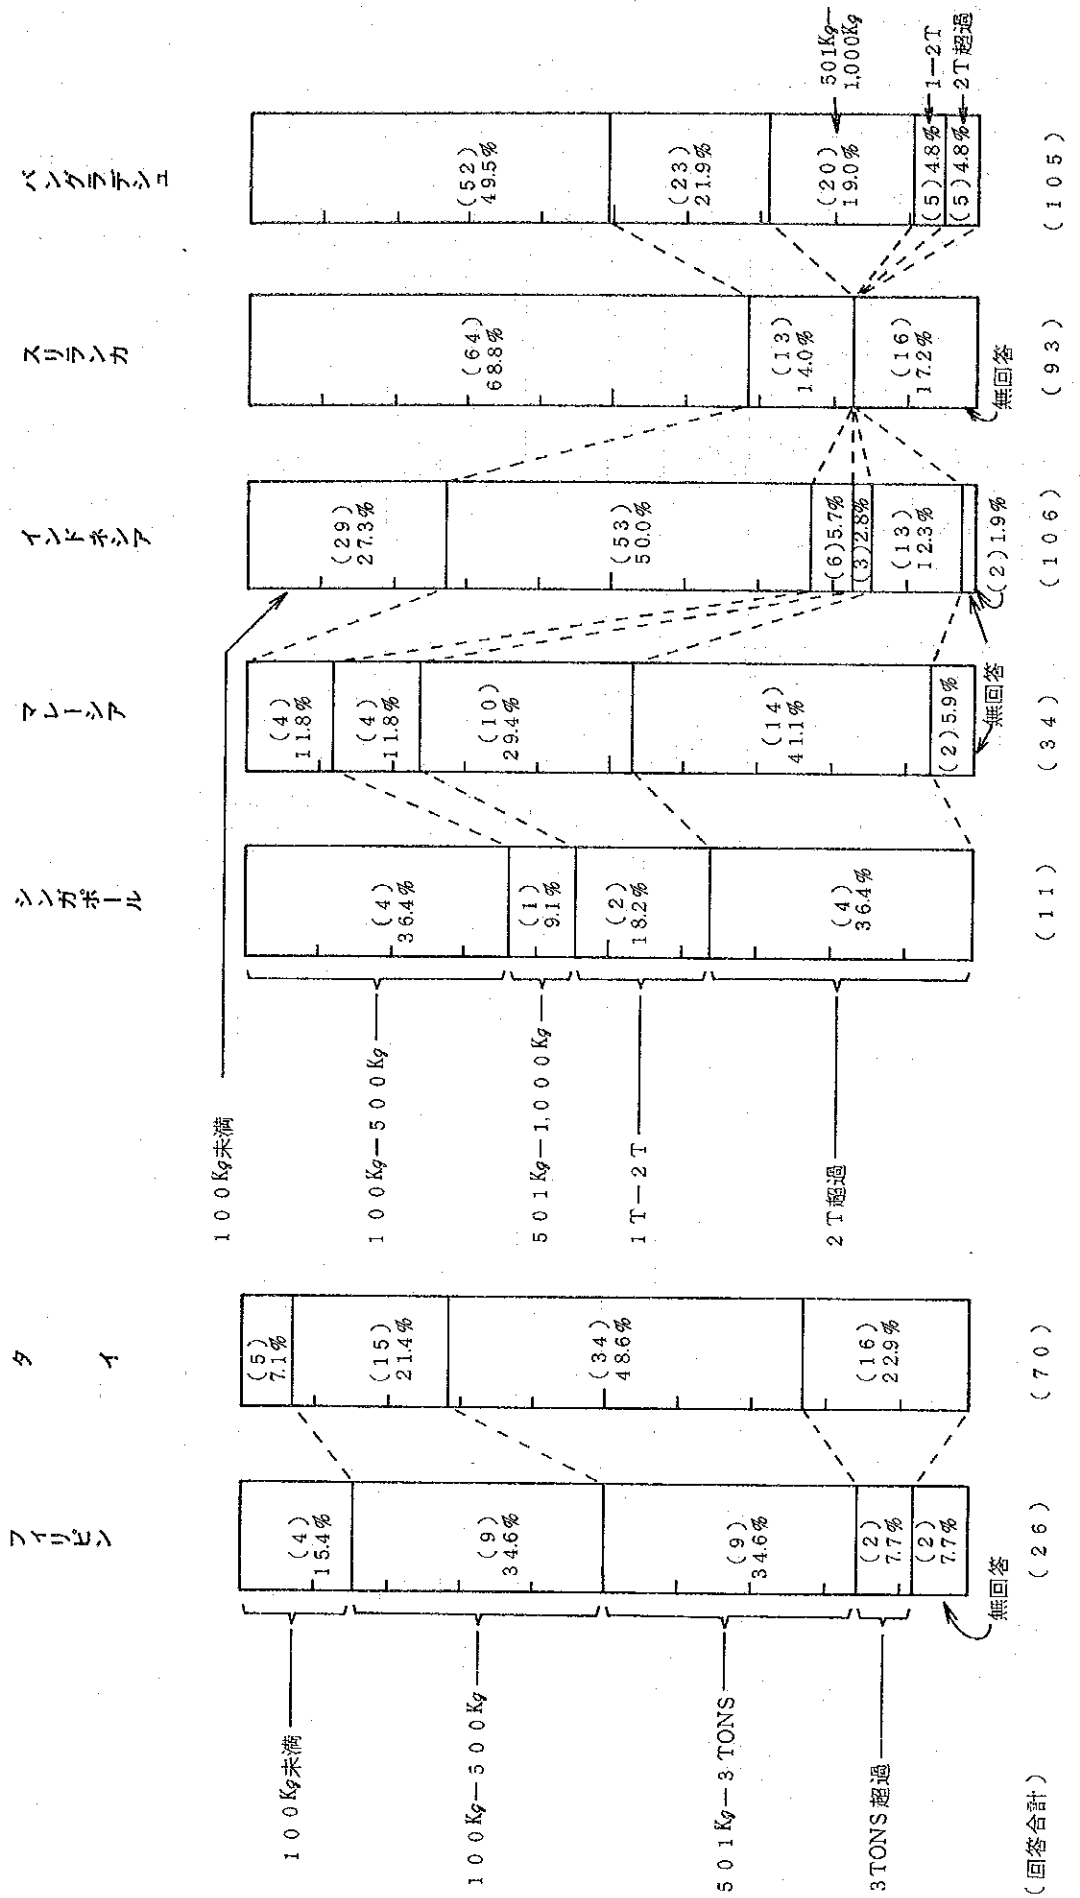 フィリピン
タイ
シンガポール
マレーシア
インドネシア
スリランカ
バングラデシュ
100Kg未満
100Kg—500Kg
501Kg—3TONS
3TONS超過
(4)
15.4%
(9)
34.6%
(9)
34.6%
(2)
7.7%
(2)
7.7%
無回答
(5)
7.1%
(15)
21.4%
(34)
48.6%
(16)
22.9%
100Kg未満
100Kg—500Kg
501Kg—1,000Kg
1T—2T
2T超過
(4)
36.4%
(1)
9.1%
(2)
18.2%
(4)
36.4%
(4)
11.8%
(4)
11.8%
(10)
29.4%
(14)
41.1%
(2)5.9%
無回答
(29)
27.3%
(53)
50.0%
(6)5.7%
(3)2.8%
(13)
12.3%
(2)1.9%
(64)
68.8%
(13)
14.0%
(16)
17.2%
無回答
(52)
49.5%
(23)
21.9%
(20)
19.0%
(5)4.8%
(5)4.8%
501Kg—
1,000Kg
1—2T
2T超過
(回答合計)
(26)
(70)
(11)
(34)
(106)
(93)
(105)